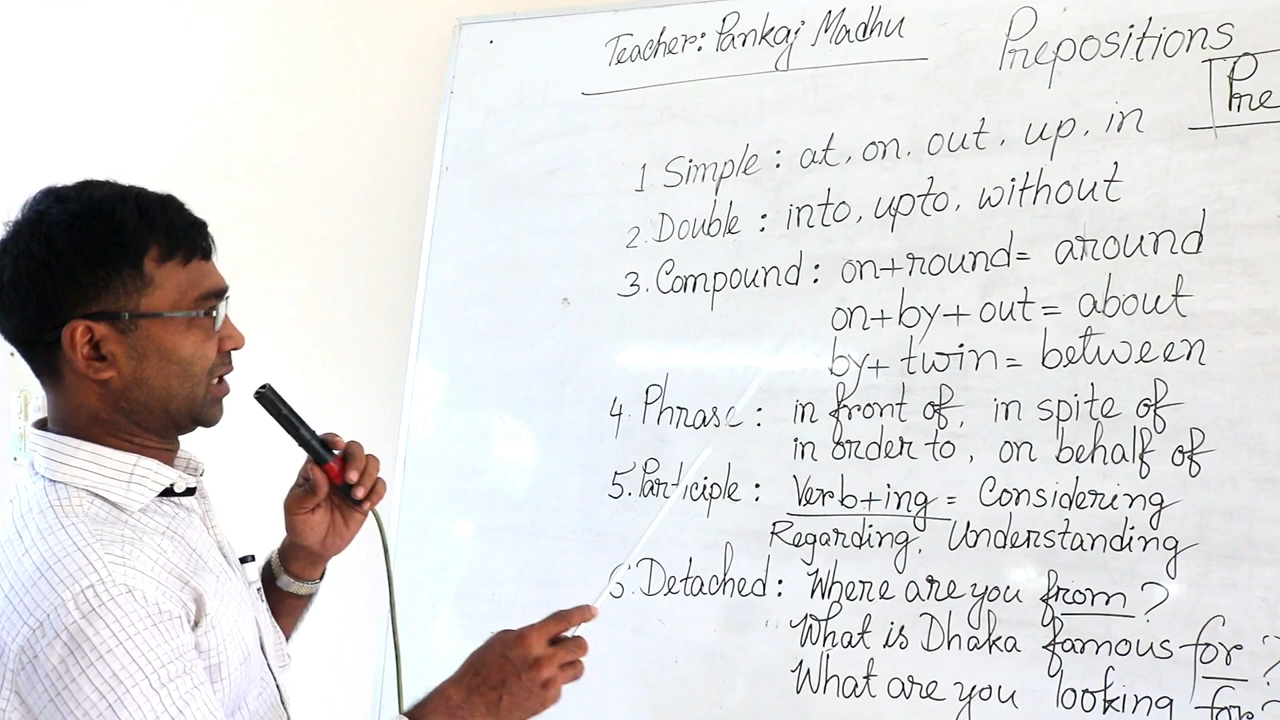 Teacher: Pankaj Madhu
Prepositions
Pre
1 Simple: at, on, out, up, in
2. Double: into, upto, without
3. Compound: on+round= around
on+by+out= about
by+twin= between
4. Phrase: in front of, in spite of
in order to, on behalf of
5. Participle: Verb+ing = Considering
Regarding, Understanding
6. Detached: Where are you from?
What is Dhaka famous for?
What are you looking for?